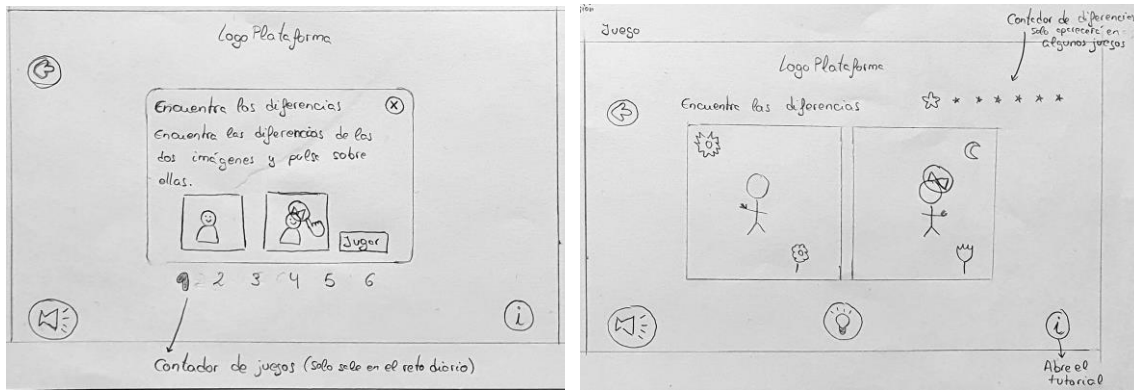 Logo Plataforma
Encuentra las diferencias
Encuentra las diferencias de las
dos imágenes y pulse sobre
ellas.
Jugar
1 2 3 4 5 6
Contador de juegos (solo sale en el reto diario)
Juego
Contador de diferencias
solo aparecerá en
algunos juegos
Logo Plataforma
Encuentra las diferencias
i
i
Abre el
tutorial